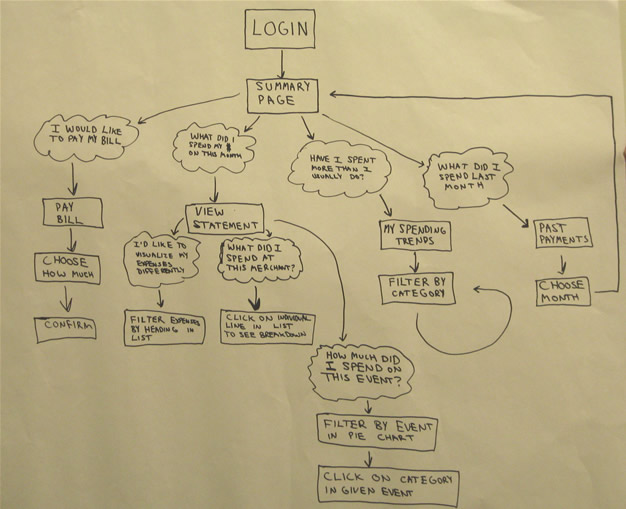 LOGIN
SUMMARY
PAGE
I WOULD LIKE
TO PAY MY BILL
WHAT DID I
SPEND MY $
ON THIS MONTH
HAVE I SPENT
MORE THAN I
USUALLY DO?
WHAT DID I
SPEND LAST
MONTH
PAY
BILL
VIEW
STATEMENT
MY SPENDING
TRENDS
PAST
PAYMENTS
CHOOSE
HOW MUCH
I'D LIKE TO
VISUALIZE MY
EXPENSES
DIFFERENTLY
WHAT DID I
SPEND AT
THIS MERCHANT?
FILTER BY
CATEGORY
CHOOSE
MONTH
CONFIRM
FILTER EXPENSES
BY HEADING IN
LIST
CLICK ON INDIVIDUAL
LINE IN LIST
TO SEE BREAKDOWN
HOW MUCH DID
I SPEND ON
THIS EVENT?
FILTER BY EVENT
IN PIE CHART
CLICK ON CATEGORY
IN GIVEN EVENT